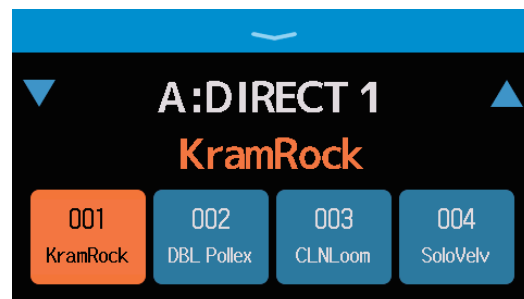 A:DIRECT 1
KramRock
001 002 003 004
KramRock DBL Pollex CLNLoom SoloVelv